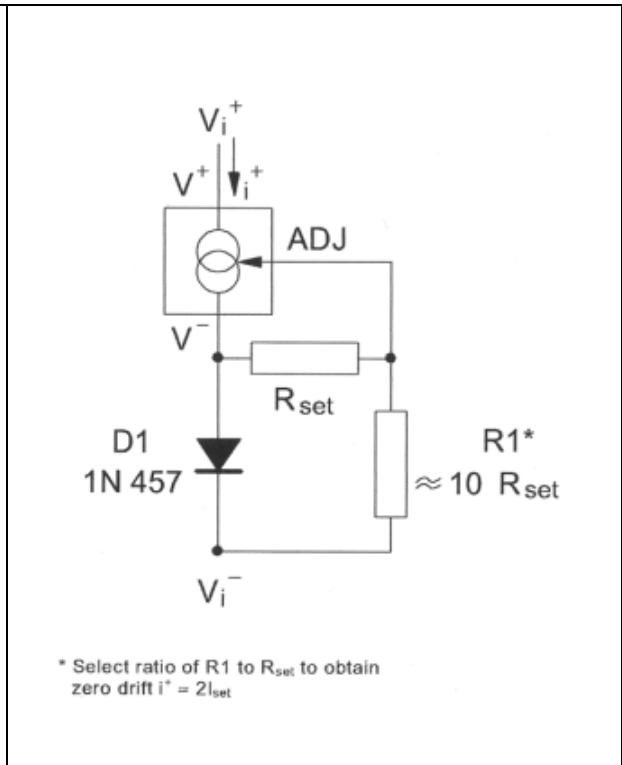 Vi+
V+
i+
ADJ
V−
Rset
D1
1N 457
R1*
≈ 10 Rset
Vi−
* Select ratio of R1 to Rset to obtain
zero drift i+ = 2Iset